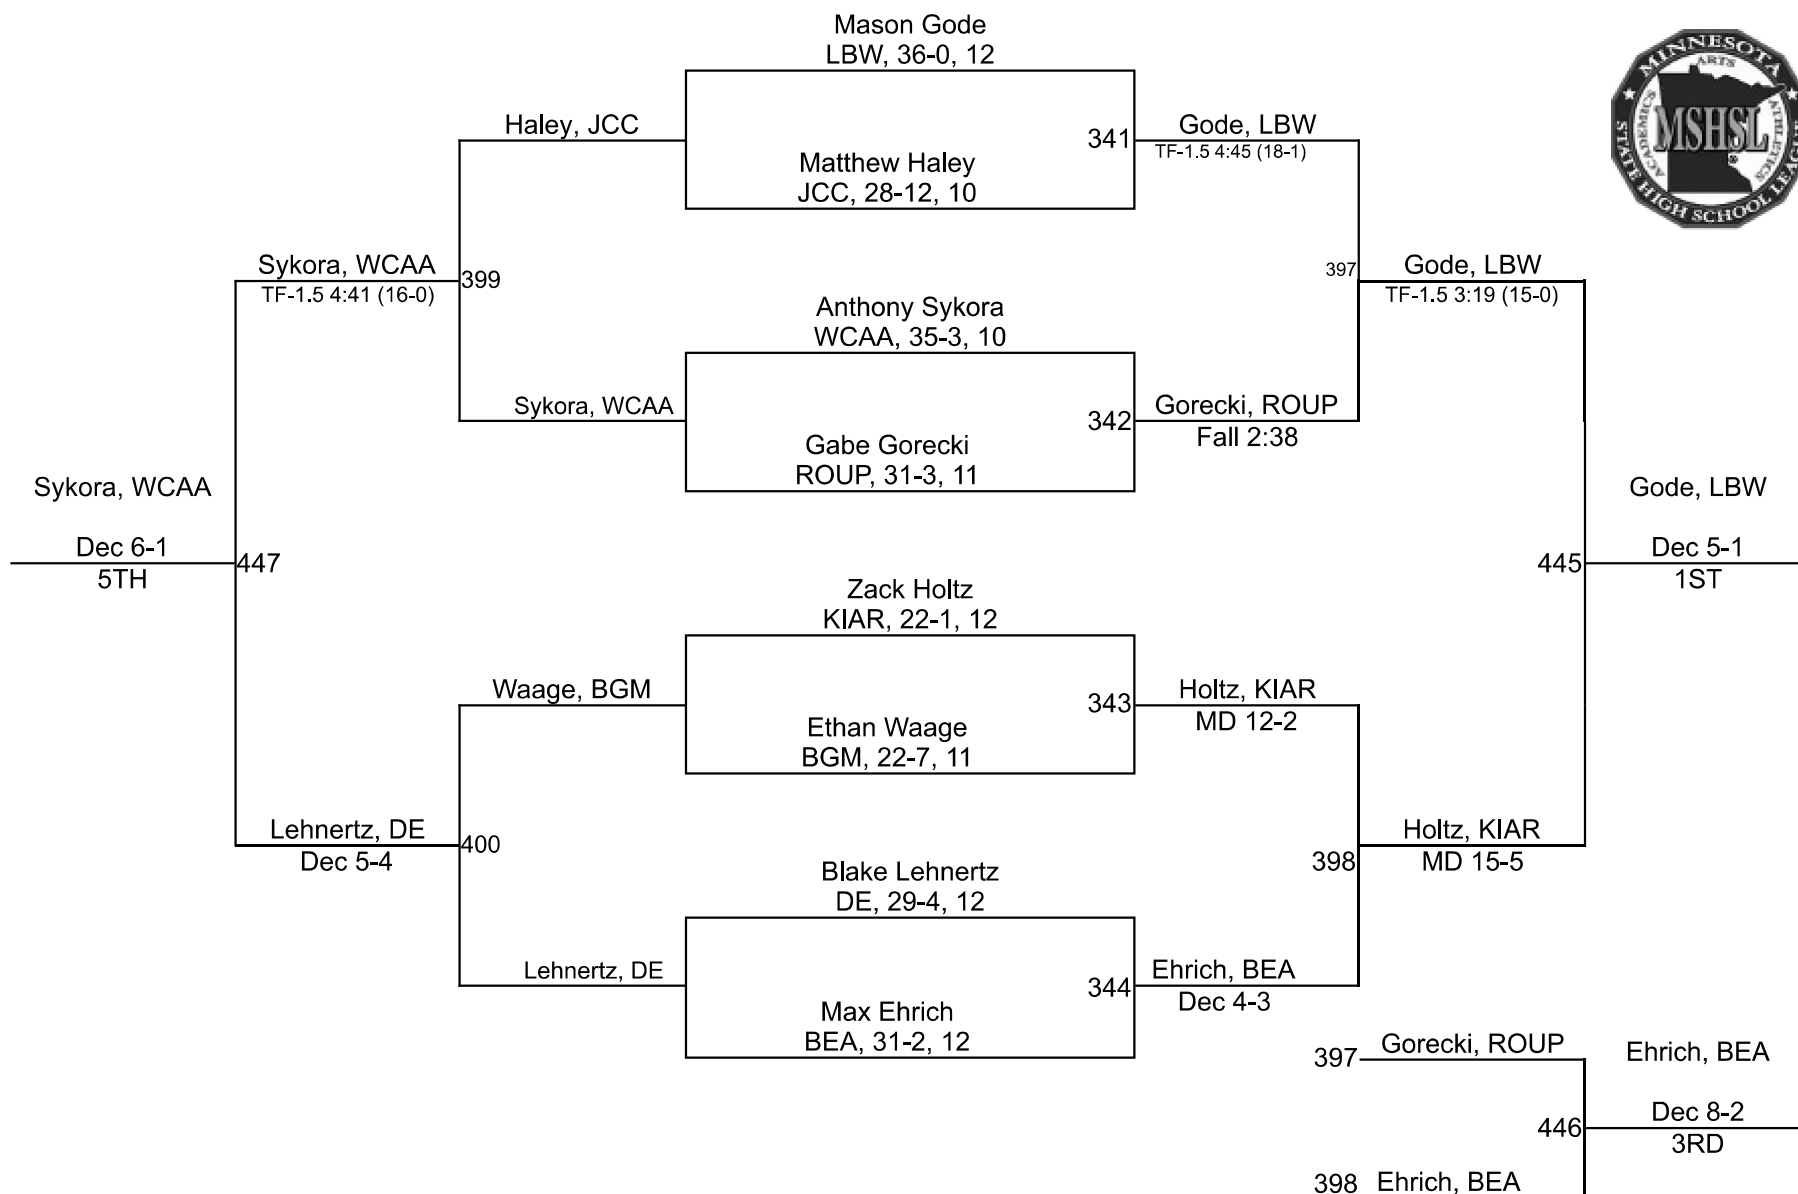 Mason Gode
LBW, 36-0, 12
MINNESOTA
STATE HIGH SCHOOL LEAGUE
ARTS
ACADEMICS
ATHLETICS
MSHSL
Haley, JCC
341
Gode, LBW
TF-1.5 4:45 (18-1)
Matthew Haley
JCC, 28-12, 10
Sykora, WCAA
TF-1.5 4:41 (16-0)
399
397
Gode, LBW
TF-1.5 3:19 (15-0)
Anthony Sykora
WCAA, 35-3, 10
Sykora, WCAA
342
Gorecki, ROUP
Fall 2:38
Gabe Gorecki
ROUP, 31-3, 11
Sykora, WCAA
Dec 6-1
5TH
447
Gode, LBW
445
Dec 5-1
1ST
Zack Holtz
KIAR, 22-1, 12
Waage, BGM
343
Holtz, KIAR
MD 12-2
Ethan Waage
BGM, 22-7, 11
Lehnertz, DE
Dec 5-4
400
398
Holtz, KIAR
MD 15-5
Blake Lehnertz
DE, 29-4, 12
Lehnertz, DE
344
Ehrich, BEA
Dec 4-3
Max Ehrich
BEA, 31-2, 12
397
Gorecki, ROUP
Ehrich, BEA
446
Dec 8-2
3RD
398
Ehrich, BEA